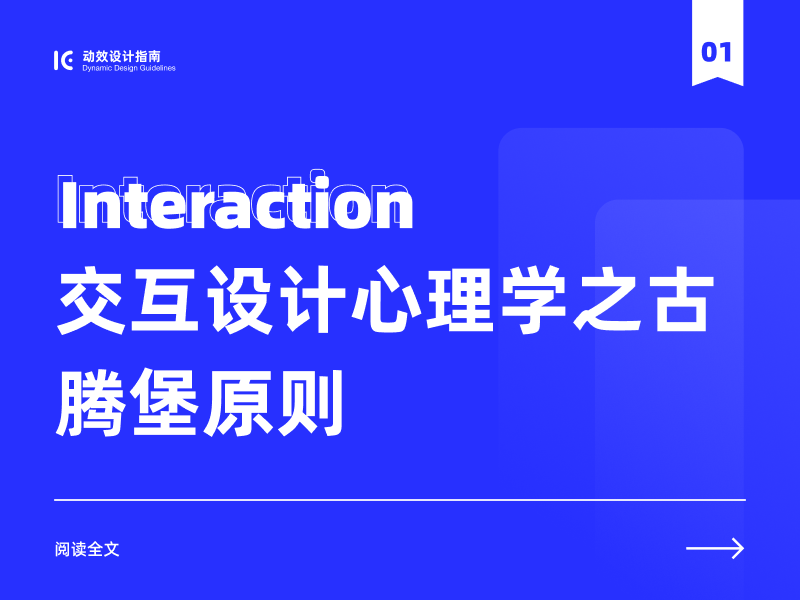 IC 动效设计指南
Dynamic Design Guidelines
01
Interaction
交互设计心理学之古
腾堡原则
阅读全文